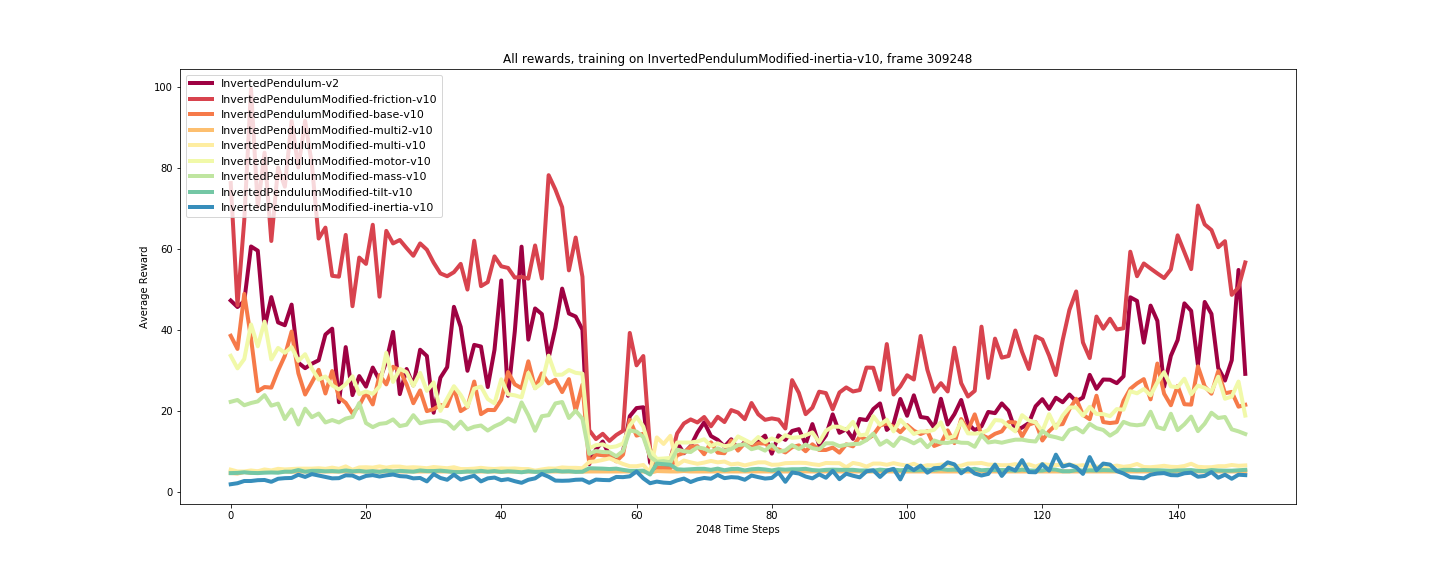 All rewards, training on InvertedPendulumModified-inertia-v10, frame 309248
InvertedPendulum-v2
InvertedPendulumModified-friction-v10
InvertedPendulumModified-base-v10
InvertedPendulumModified-multi2-v10
InvertedPendulumModified-multi-v10
InvertedPendulumModified-motor-v10
InvertedPendulumModified-mass-v10
InvertedPendulumModified-tilt-v10
InvertedPendulumModified-inertia-v10
Average Reward
100
80
60
40
20
0
0 20 40 60 80 100 120 140
2048 Time Steps